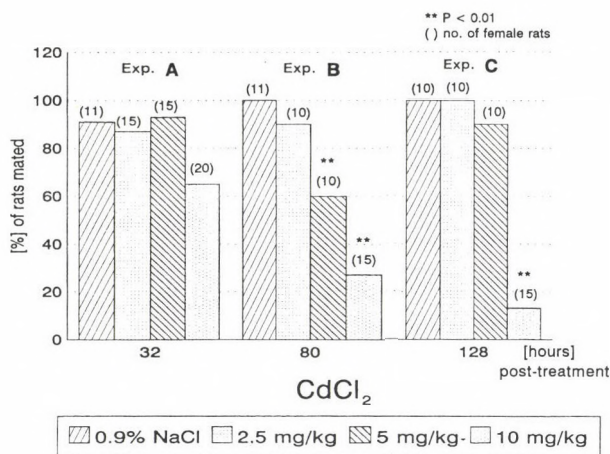 ** P < 0.01
( ) no. of female rats
[%] of rats mated
120
100
80
60
40
20
0
Exp. A
(11)
(15)
(15)
(20)
Exp. B
(11)
(10)
**
(10)
**
(15)
Exp. C
(10)
(10)
(10)
**
(15)
32
80
128
[hours]
post-treatment
CdCl₂
0.9% NaCl 2.5 mg/kg 5 mg/kg- 10 mg/kg